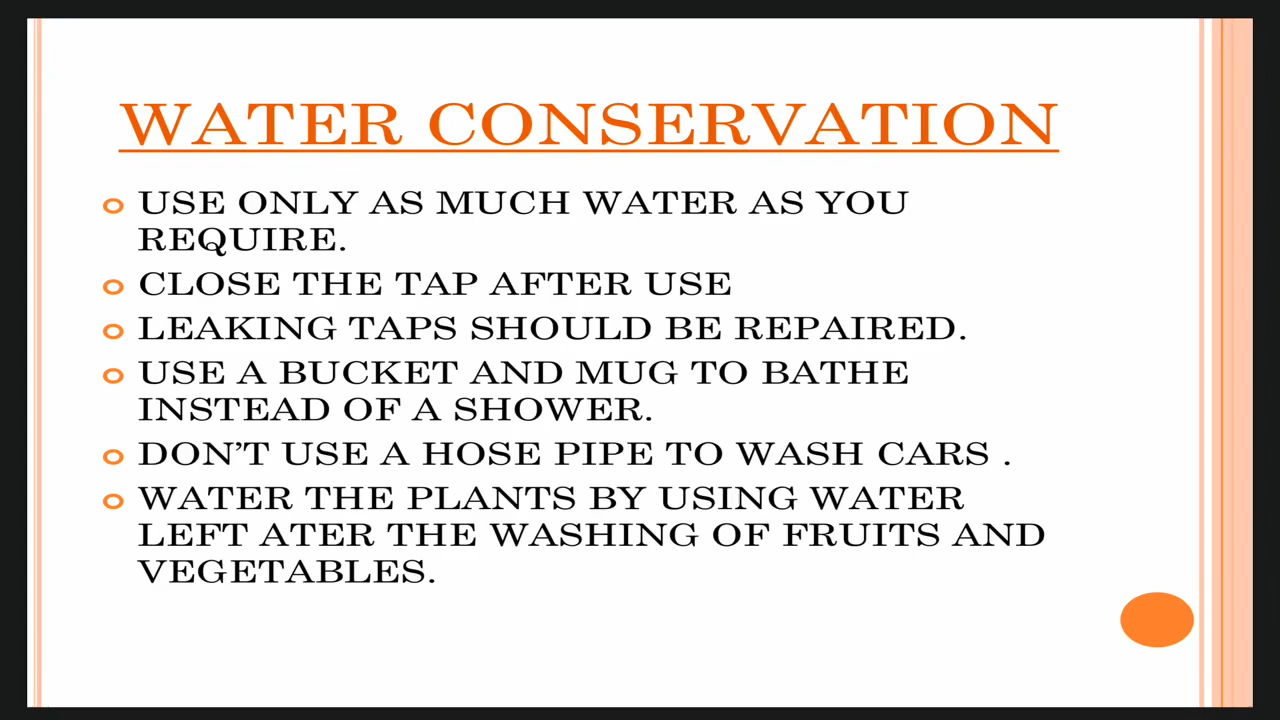 WATER CONSERVATION
USE ONLY AS MUCH WATER AS YOU
REQUIRE.
CLOSE THE TAP AFTER USE
LEAKING TAPS SHOULD BE REPAIRED.
USE A BUCKET AND MUG TO BATHE
INSTEAD OF A SHOWER.
DON’T USE A HOSE PIPE TO WASH CARS .
WATER THE PLANTS BY USING WATER
LEFT ATER THE WASHING OF FRUITS AND
VEGETABLES.